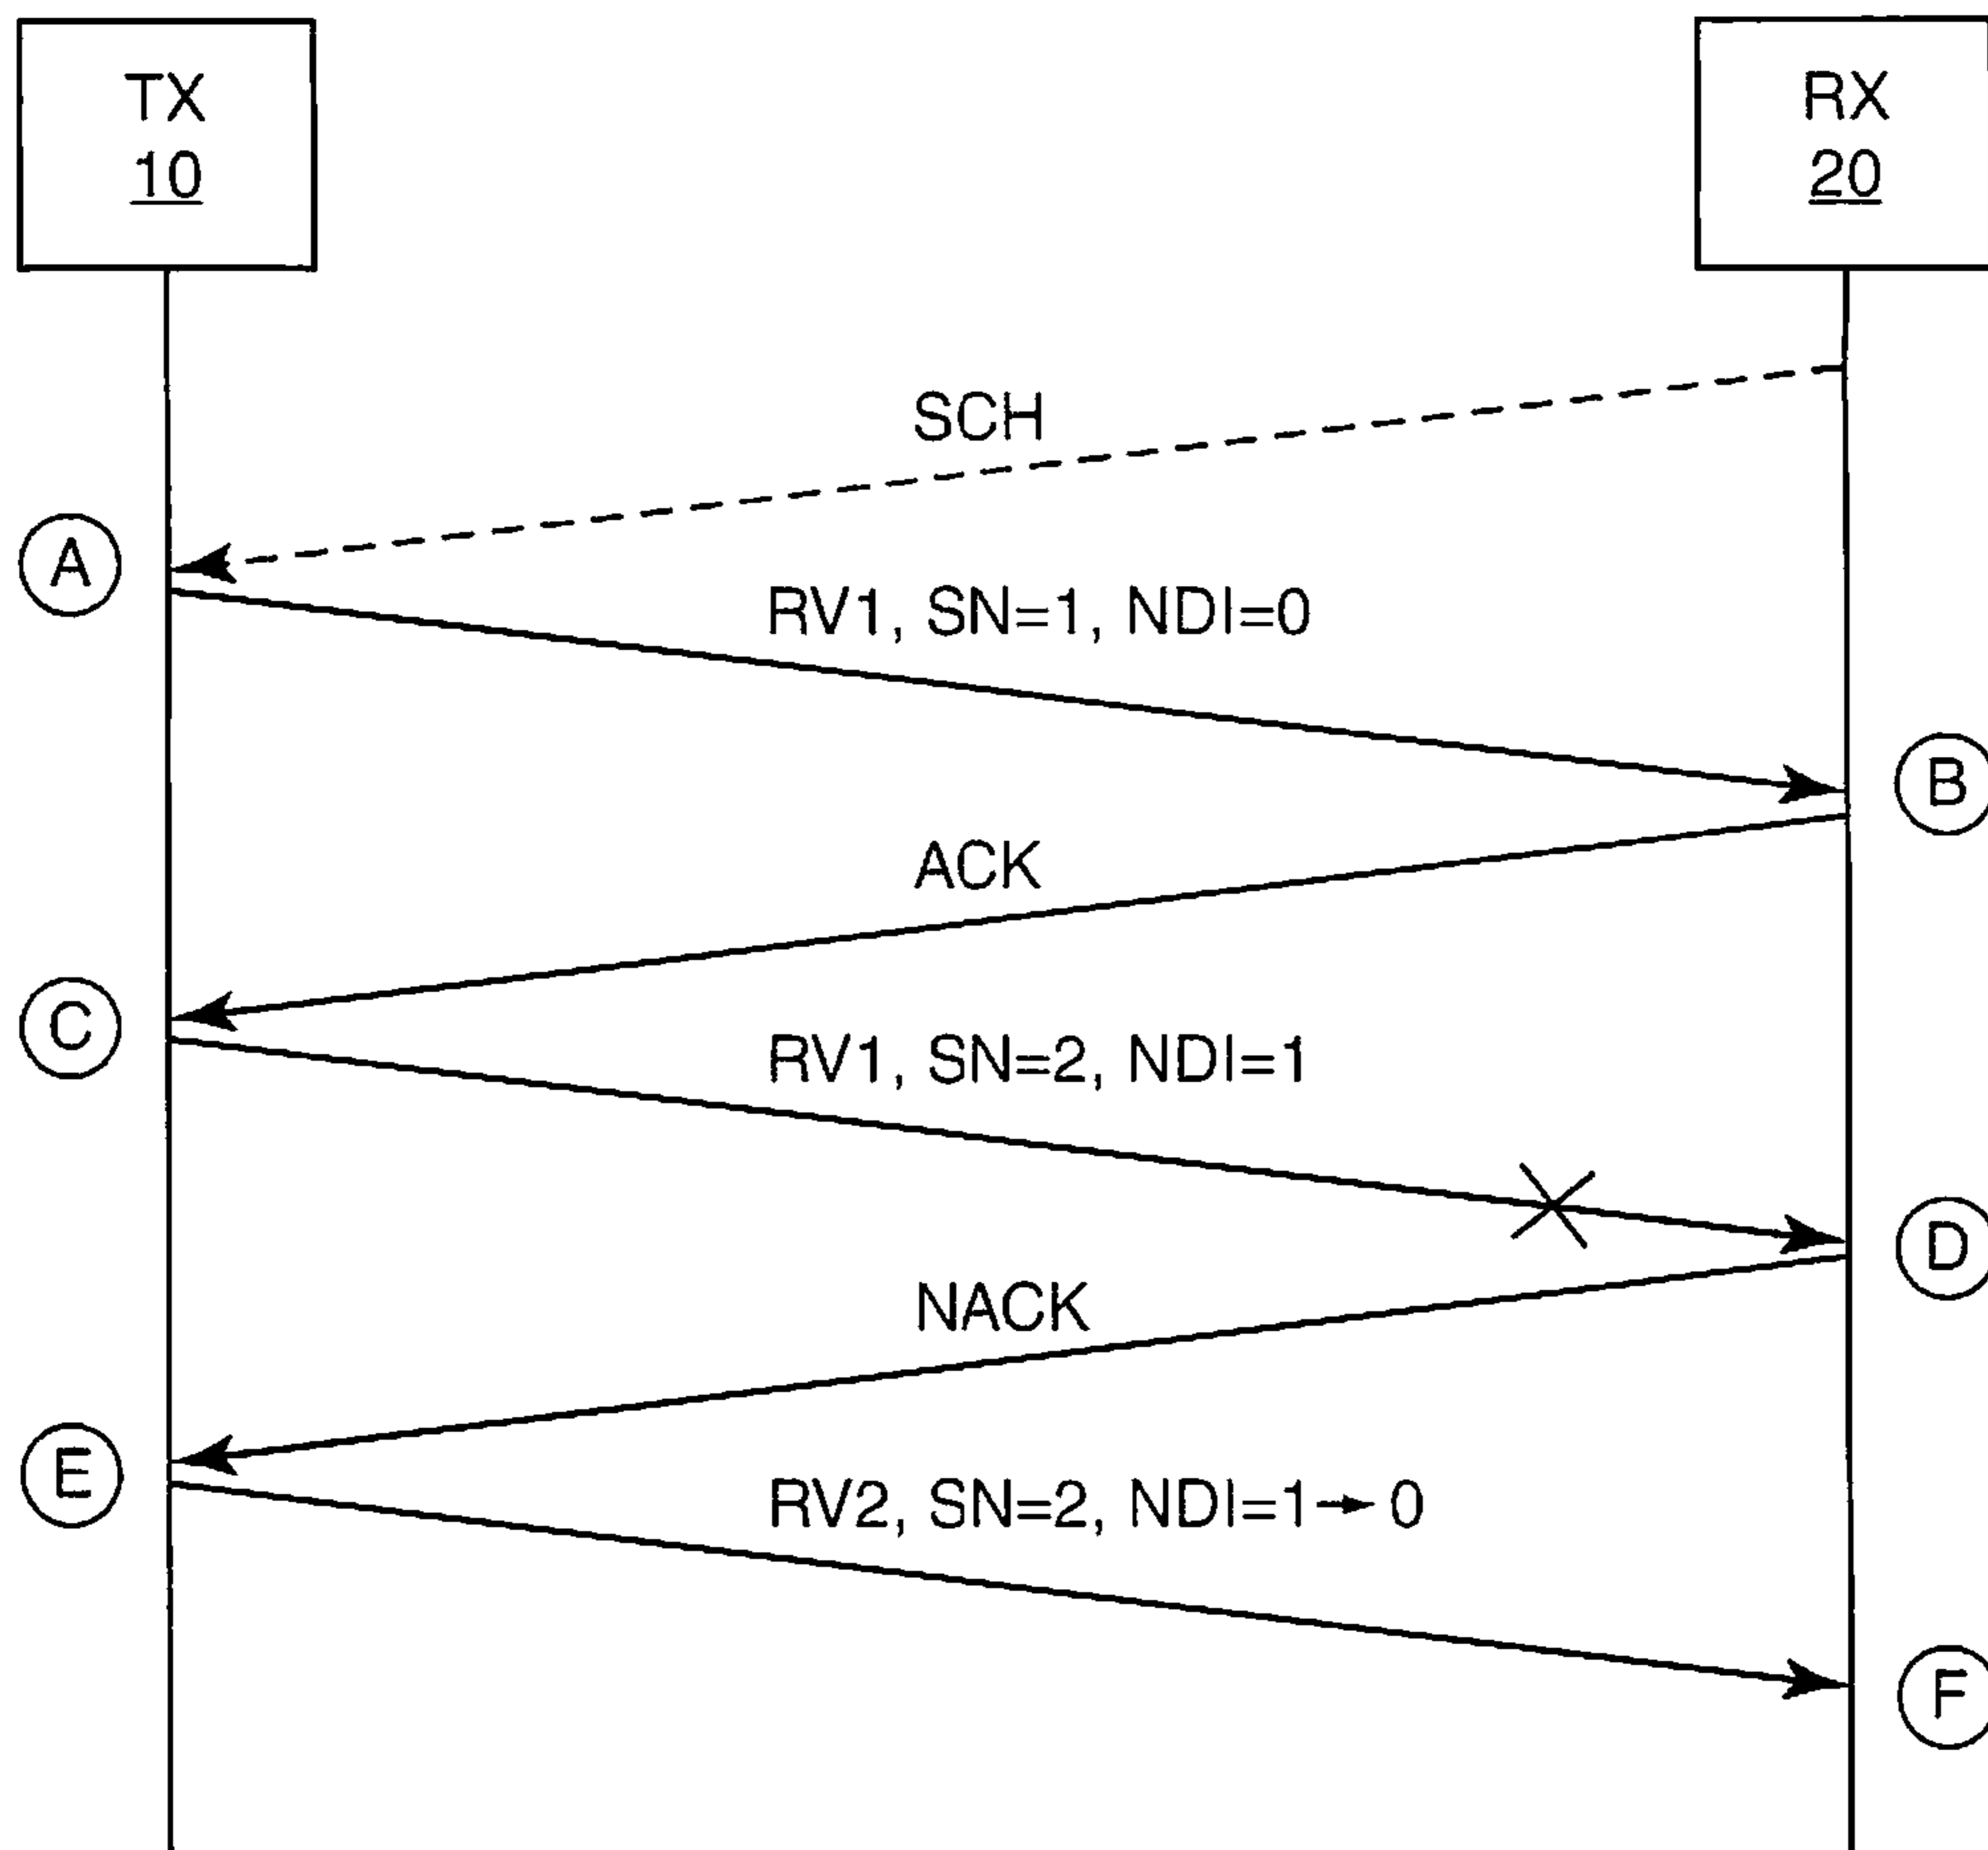 TX
10
RX
20
SCH
A
RV1, SN=1, NDI=0
B
ACK
C
RV1, SN=2, NDI=1
D
NACK
E
RV2, SN=2, NDI=1→0
F